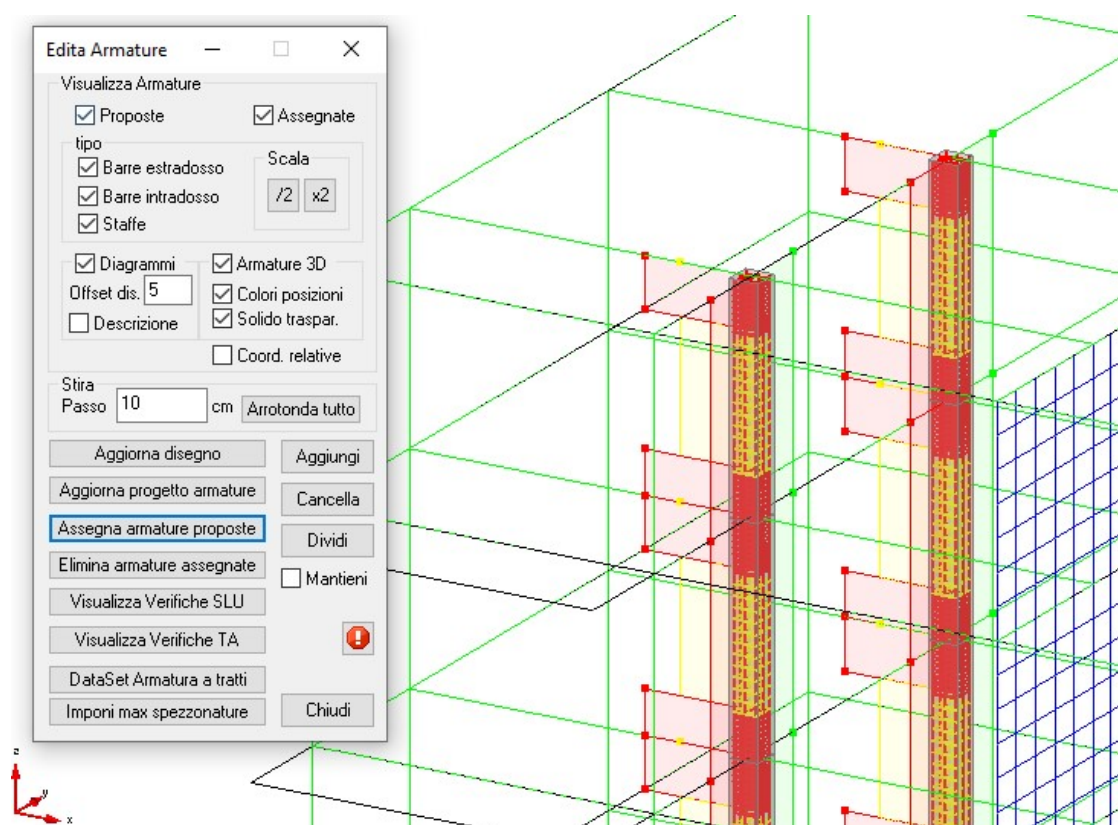 Edita Armature
Visualizza Armature
Proposte
Assegnate
tipo
Barre estradosso
Barre intradosso
Staffe
Scala
/2 x2
Diagrammi
Offset dis. 5
Descrizione
Armature 3D
Colori posizioni
Solido traspar.
Coord. relative
Stira
Passo 10 cm Arrotonda tutto
Aggiorna disegno
Aggiorna progetto armature
Assegna armature proposte
Elimina armature assegnate
Visualizza Verifiche SLU
Visualizza Verifiche TA
DataSet Armatura a tratti
Imponi max spezzonature
Aggiungi
Cancella
Dividi
Mantieni
Chiudi
z
y
x